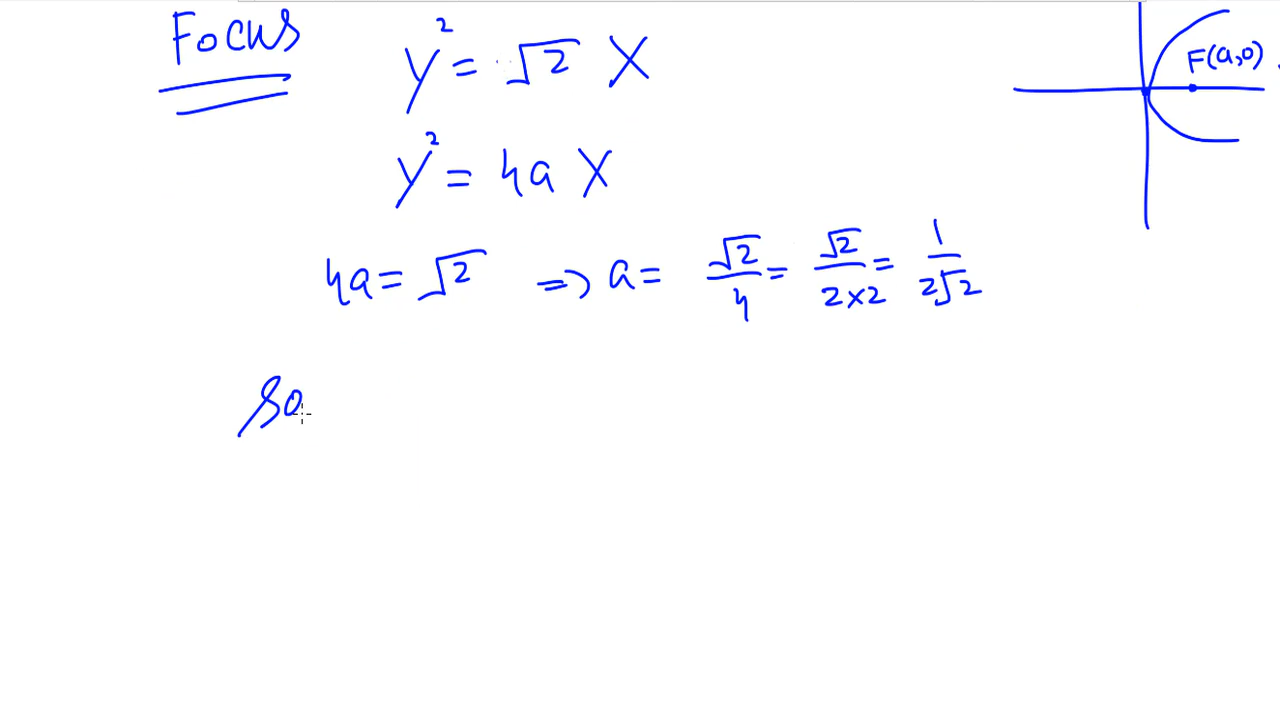 Focus
Y² = √2 X
F(a,0)
Y² = 4a X
4a = √2 => a = √2/4 = √2/2×2 = 1/2√2
So